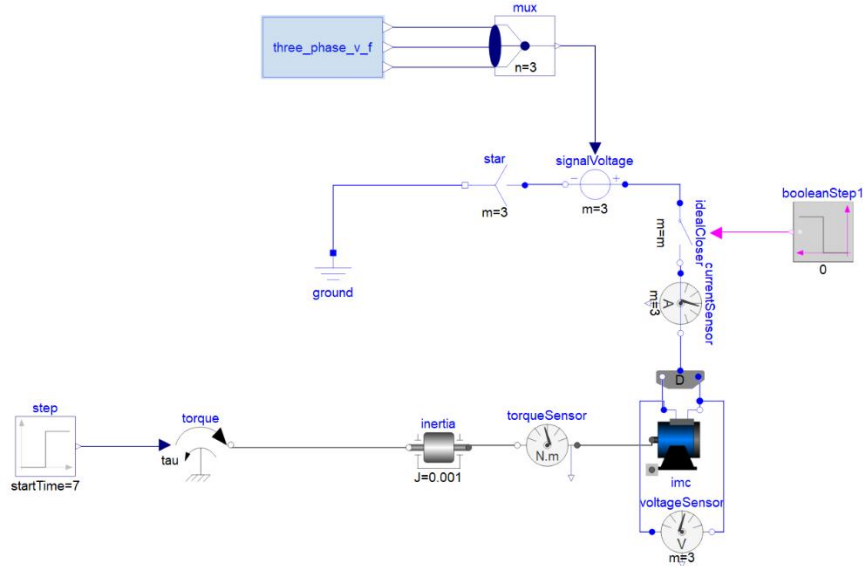 mux
three_phase_v_f
n=3
star
signalVoltage
m=3
m=3
booleanStep1
0
idealCloser
m=m
ground
currentSensor
m=3
A
D
step
startTime=7
torque
tau
inertia
J=0.001
torqueSensor
N.m
imc
voltageSensor
V
m=3